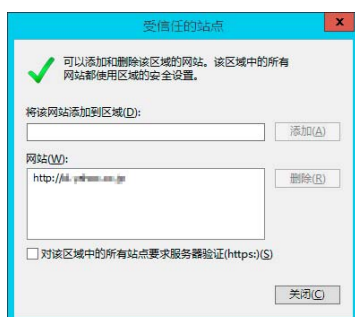 受信任的站点
x
可以添加和删除该区域的网站。该区域中的所有
网站都使用区域的安全设置。
将该网站添加到区域(D):
添加(A)
网站(W):
http://
删除(R)
对该区域中的所有站点要求服务器验证(https:)(S)
关闭(C)